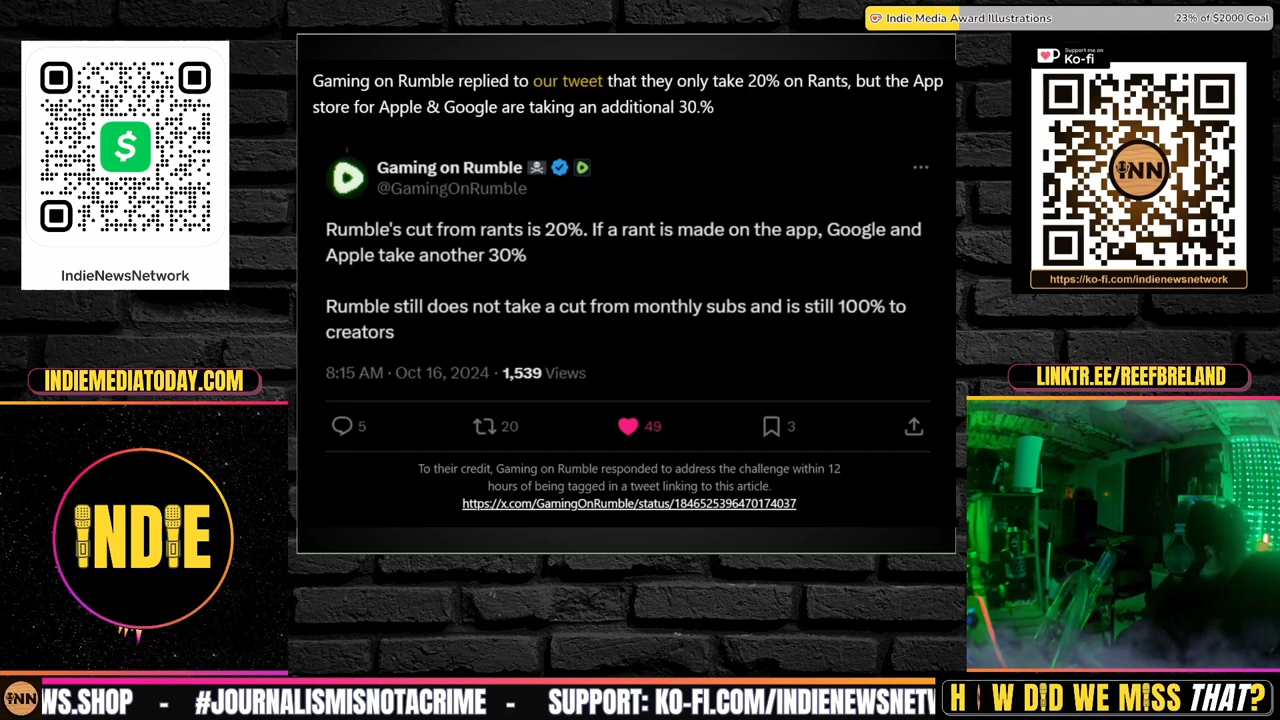 Indie Media Award Illustrations
23% of $2000 Goal
IndieNewsNetwork
INDIEMEDIATODAY.COM
INDIE
Gaming on Rumble replied to our tweet that they only take 20% on Rants, but the App
store for Apple & Google are taking an additional 30.%
Gaming on Rumble
@GamingOnRumble
Rumble's cut from rants is 20%. If a rant is made on the app, Google and
Apple take another 30%
Rumble still does not take a cut from monthly subs and is still 100% to
creators
8:15 AM · Oct 16, 2024 · 1,539 Views
5
20
49
3
To their credit, Gaming on Rumble responded to address the challenge within 12
hours of being tagged in a tweet linking to this article.
https://x.com/GamingOnRumble/status/1846525396470174037
Support me on
Ko-fi
INN
https://ko-fi.com/indienewsnetwork
LINKTR.EE/REEFBRELAND
INN
WS.SHOP - #JOURNALISMISNOTACRIME - SUPPORT: KO-FI.COM/INDIENEWSNETW
HOW DID WE MISS THAT?